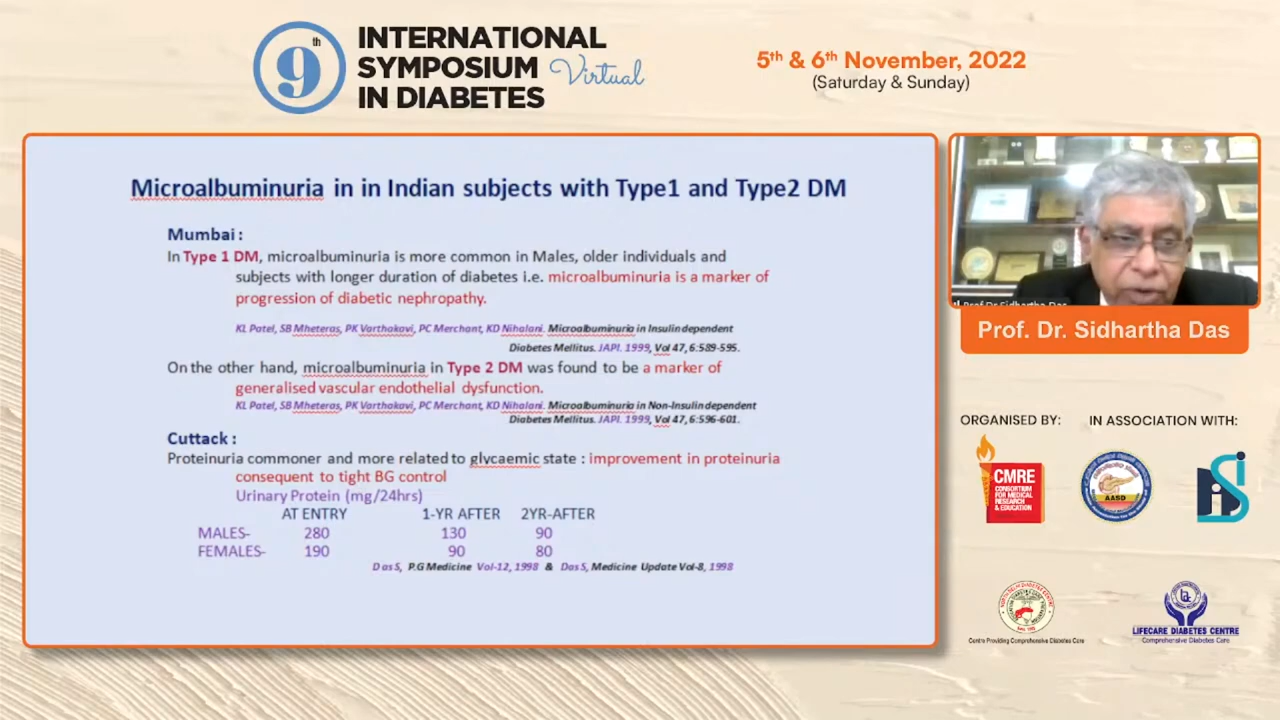 9th
INTERNATIONAL
SYMPOSIUM Virtual
IN DIABETES
5th & 6th November, 2022
(Saturday & Sunday)
Microalbuminuria in in Indian subjects with Type1 and Type2 DM
Mumbai :
In Type 1 DM, microalbuminuria is more common in Males, older individuals and
subjects with longer duration of diabetes i.e. microalbuminuria is a marker of
progression of diabetic nephropathy.
KL Patel, SB Mheteras, PK Varthakavi, PC Merchant, KD Nihalani. Microalbuminuria in Insulin dependent
Diabetes Mellitus. JAPI. 1999, Vol 47, 6:589-595.
On the other hand, microalbuminuria in Type 2 DM was found to be a marker of
generalised vascular endothelial dysfunction.
KL Patel, SB Mheteras, PK Varthakavi, PC Merchant, KD Nihalani. Microalbuminuria in Non-Insulin dependent
Diabetes Mellitus. JAPI. 1999, Vol 47, 6:596-601.
Cuttack :
Proteinuria commoner and more related to glycaemic state : improvement in proteinuria
consequent to tight BG control
Urinary Protein (mg/24hrs)
AT ENTRY 1-YR AFTER 2YR-AFTER
MALES- 280 130 90
FEMALES- 190 90 80
Das S, P.G Medicine Vol-12, 1998 & Das S, Medicine Update Vol-8, 1998
Prof Dr Sidhartha Das
Prof. Dr. Sidhartha Das
ORGANISED BY: IN ASSOCIATION WITH:
CMRE
CONSORTIUM
FOR MEDICAL
RESEARCH
& EDUCATION
AASD
Centre Providing Comprehensive Diabetes Care
LIFECARE DIABETES CENTRE
Comprehensive Diabetes Care